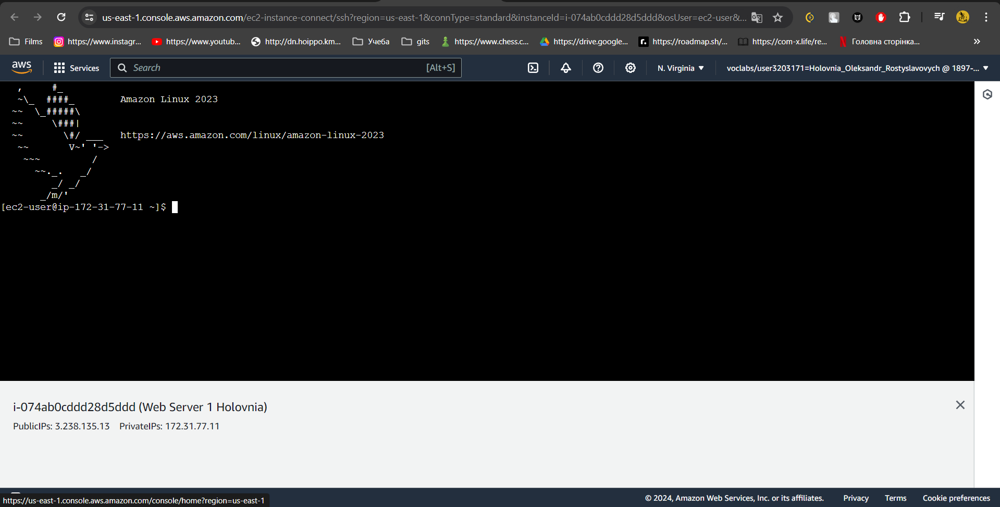 us-east-1.console.aws.amazon.com/ec2-instance-connect/ssh?region=us-east-1&connType=standard&instanceId=i-074ab0cddd28d5ddd&osUser=ec2-user&...
Films https://www.instagr... https://www.youtub... http://dn.hoippo.km... Учеба gits https://www.chess.c... https://drive.google... https://roadmap.sh/... https://com-x.life/re... Головна сторінка... »
aws Services Search [Alt+S] N. Virginia ▼ voclabs/user3203171=Holovnia_Oleksandr_Rostyslavovych @ 1897-... ▼
   ,     #_
   ~\_  ####_        Amazon Linux 2023
  ~~  \_#####\
  ~~     \###|
  ~~       \#/ ___   https://aws.amazon.com/linux/amazon-linux-2023
   ~~       V~' '->
    ~~~         /
      ~~._.   _/
         _/ _/
       _/m/'
[ec2-user@ip-172-31-77-11 ~]$
i-074ab0cddd28d5ddd (Web Server 1 Holovnia)
PublicIPs: 3.238.135.13 PrivateIPs: 172.31.77.11
https://us-east-1.console.aws.amazon.com/console/home?region=us-east-1
© 2024, Amazon Web Services, Inc. or its affiliates. Privacy Terms Cookie preferences